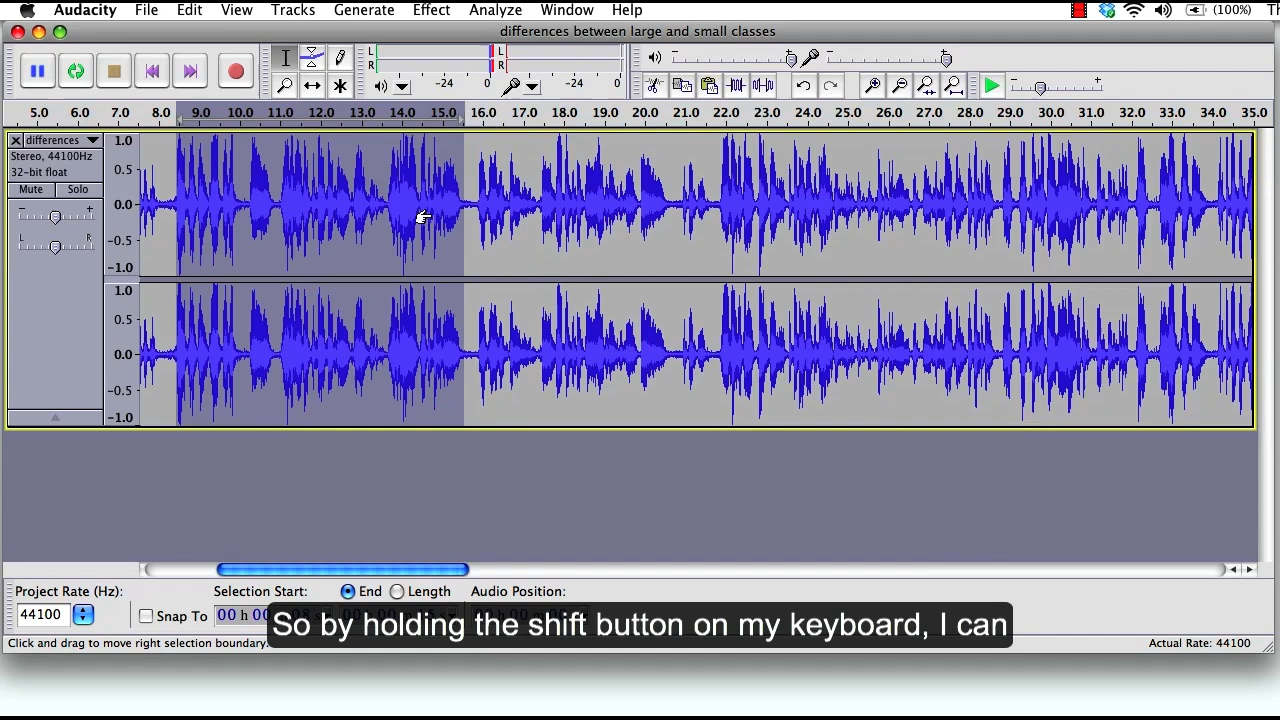 Audacity File Edit View Tracks Generate Effect Analyze Window Help (100%)
differences between large and small classes
L
R
-24 0
L
R
-24 0
5.0 6.0 7.0 8.0 9.0 10.0 11.0 12.0 13.0 14.0 15.0 16.0 17.0 18.0 19.0 20.0 21.0 22.0 23.0 24.0 25.0 26.0 27.0 28.0 29.0 30.0 31.0 32.0 33.0 34.0 35.0
differences
Stereo, 44100Hz
32-bit float
Mute Solo
- +
L R
1.0
0.5
0.0
-0.5
-1.0
1.0
0.5
0.0
-0.5
-1.0
Project Rate (Hz): Selection Start: End Length Audio Position:
44100 Snap To 00 h 00
So by holding the shift button on my keyboard, I can
Click and drag to move right selection boundary. Actual Rate: 44100